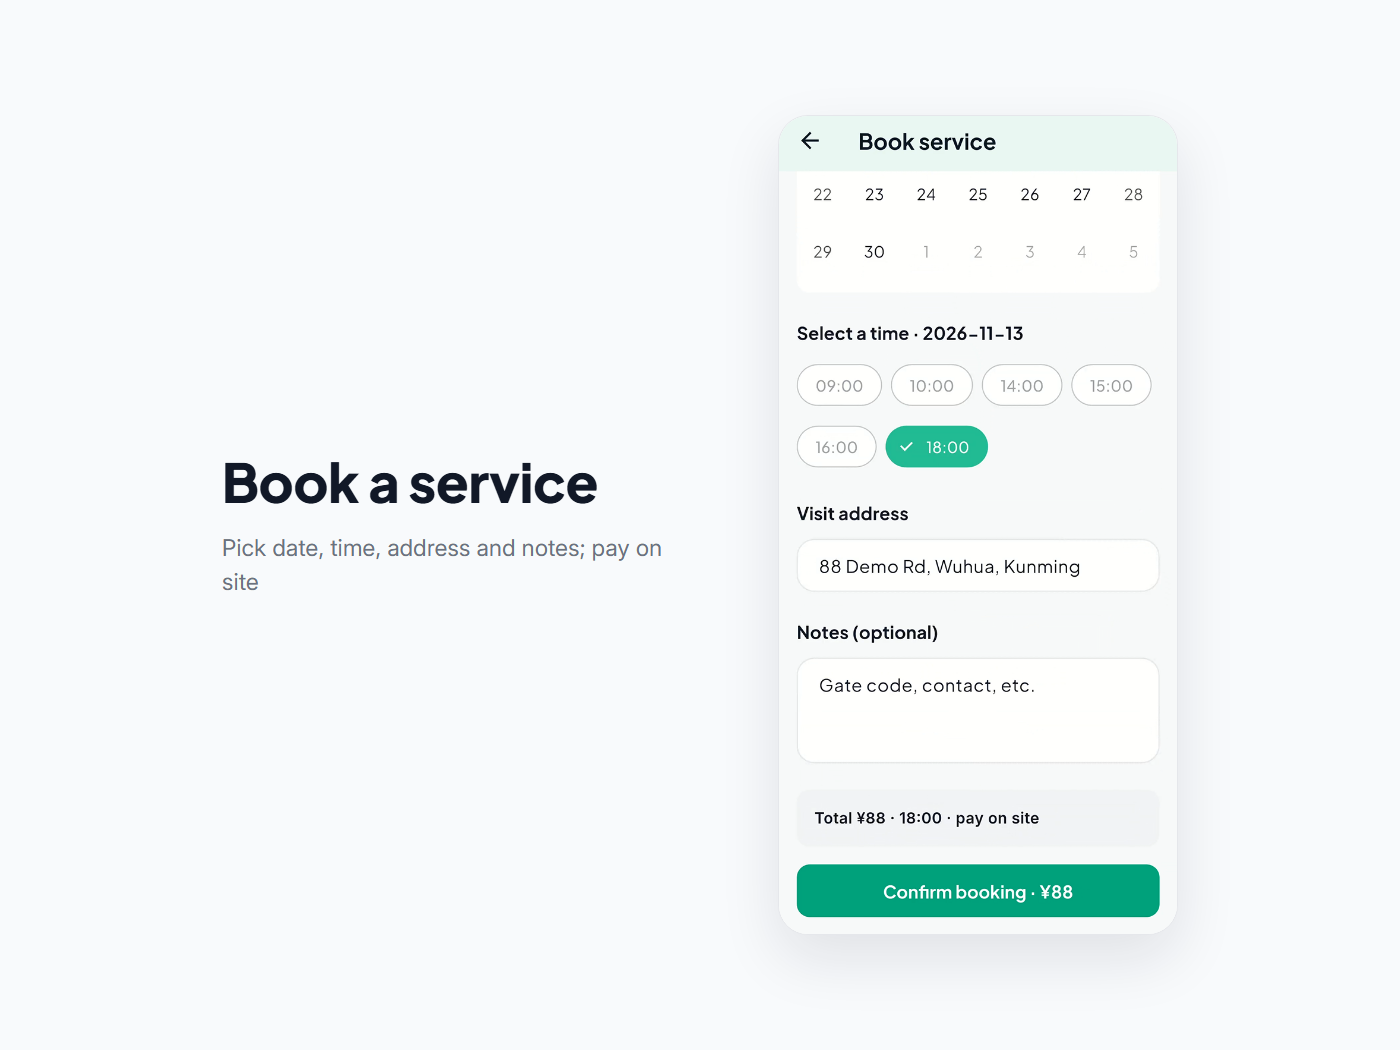 Book a service
Pick date, time, address and notes; pay on
site
Book service
22 23 24 25 26 27 28
29 30 1 2 3 4 5
Select a time · 2026-11-13
09:00 10:00 14:00 15:00
16:00 18:00
Visit address
88 Demo Rd, Wuhua, Kunming
Notes (optional)
Gate code, contact, etc.
Total ¥88 · 18:00 · pay on site
Confirm booking · ¥88